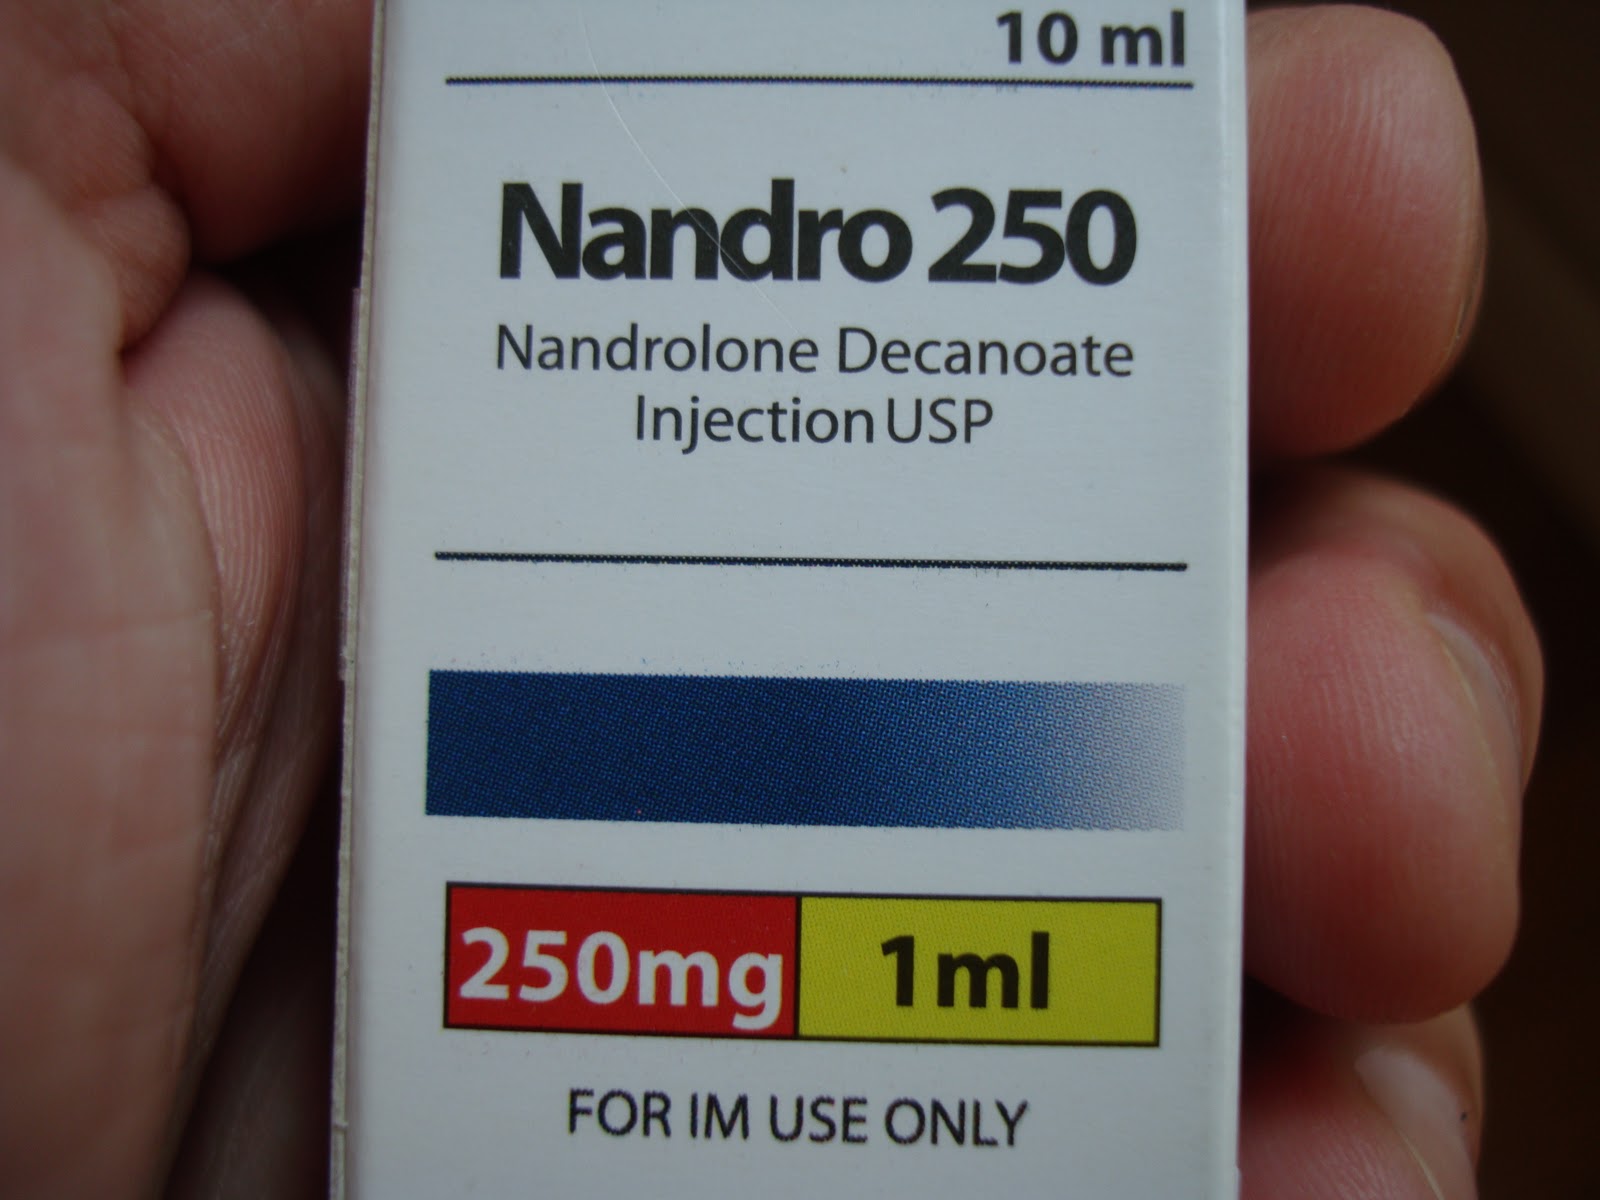 10 ml
Nandro 250
Nandrolone Decanoate
Injection USP
250mg 1ml
FOR IM USE ONLY